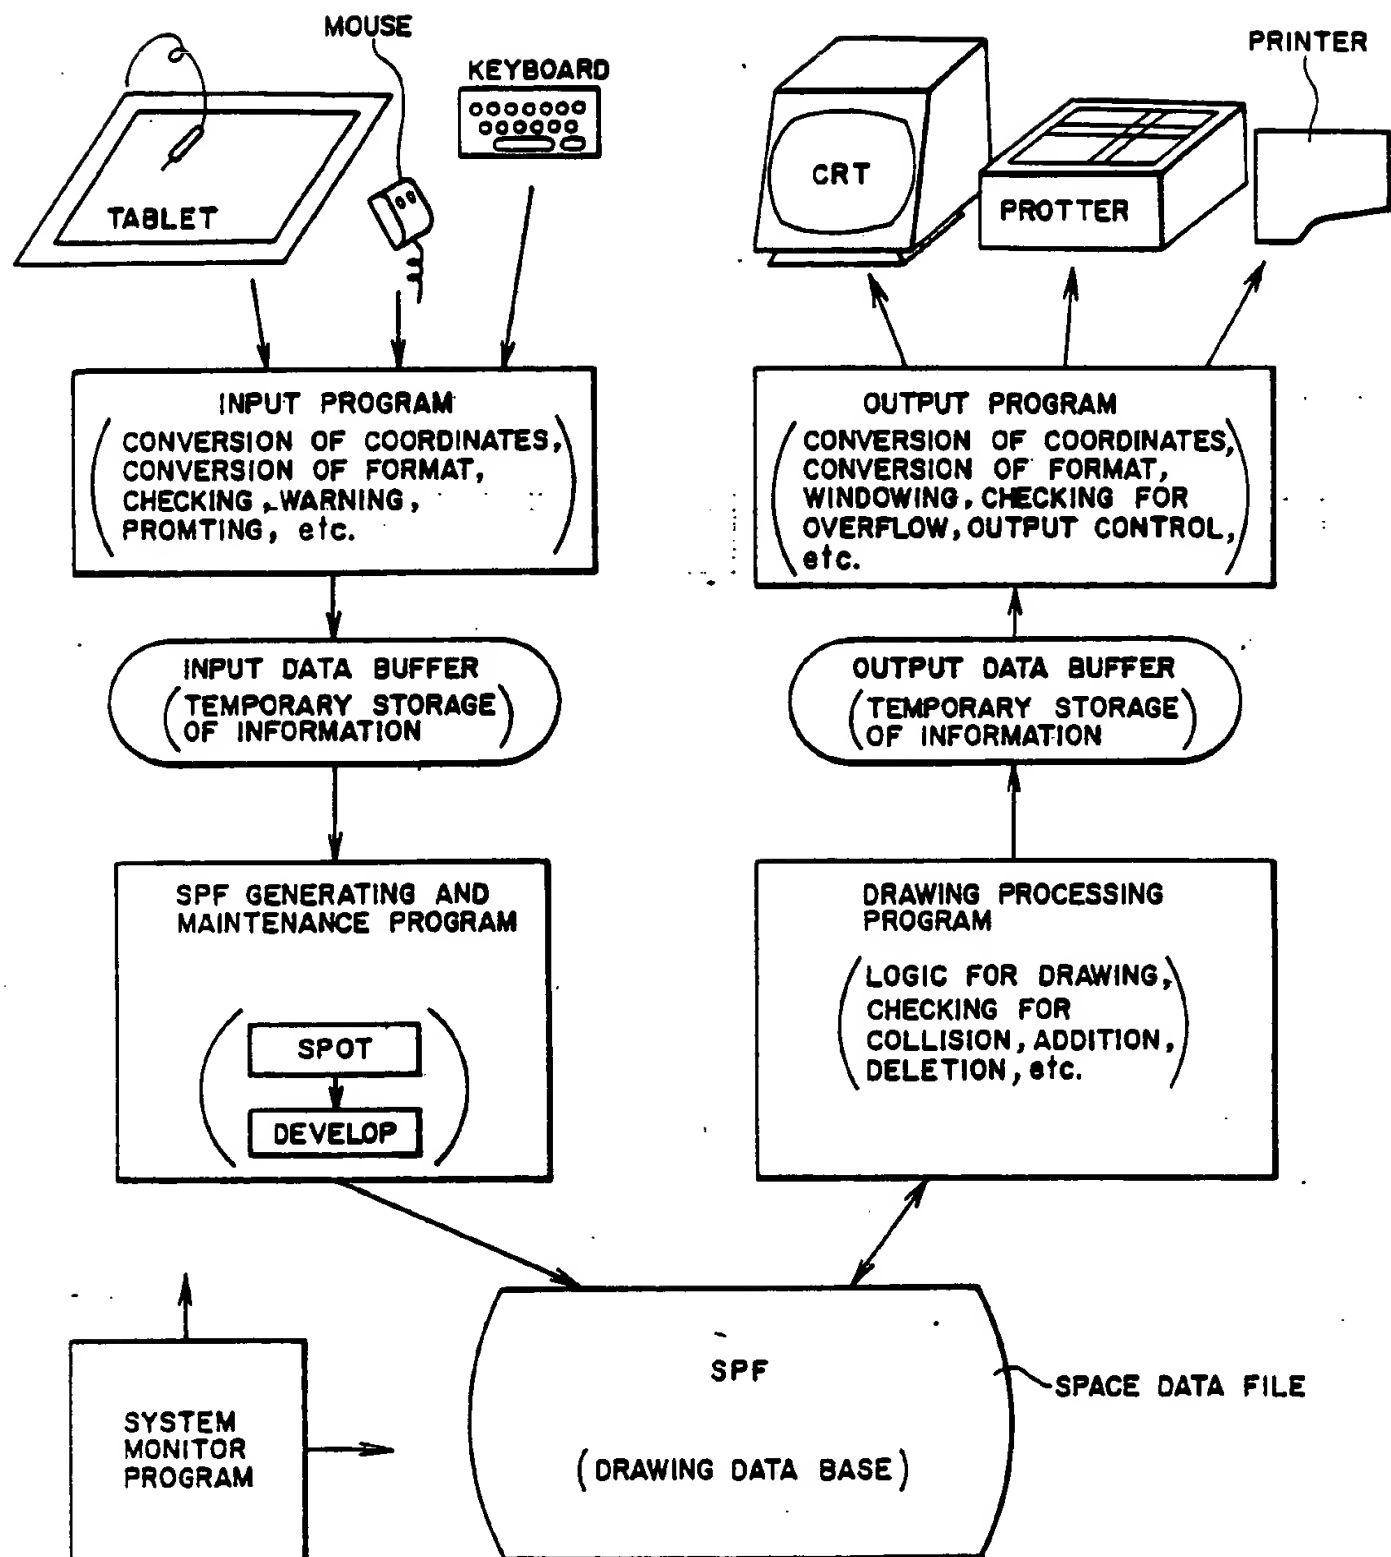 MOUSE
KEYBOARD
TABLET
PRINTER
CRT
PROTTER
INPUT PROGRAM
(CONVERSION OF COORDINATES,
CONVERSION OF FORMAT,
CHECKING, WARNING,
PROMTING, etc.)
OUTPUT PROGRAM
(CONVERSION OF COORDINATES,
CONVERSION OF FORMAT,
WINDOWING, CHECKING FOR
OVERFLOW, OUTPUT CONTROL,
etc.)
INPUT DATA BUFFER
(TEMPORARY STORAGE
OF INFORMATION)
OUTPUT DATA BUFFER
(TEMPORARY STORAGE
OF INFORMATION)
SPF GENERATING AND
MAINTENANCE PROGRAM
(SPOT
DEVELOP)
DRAWING PROCESSING
PROGRAM
(LOGIC FOR DRAWING,
CHECKING FOR
COLLISION, ADDITION,
DELETION, etc.)
SYSTEM
MONITOR
PROGRAM
SPF
(DRAWING DATA BASE)
SPACE DATA FILE